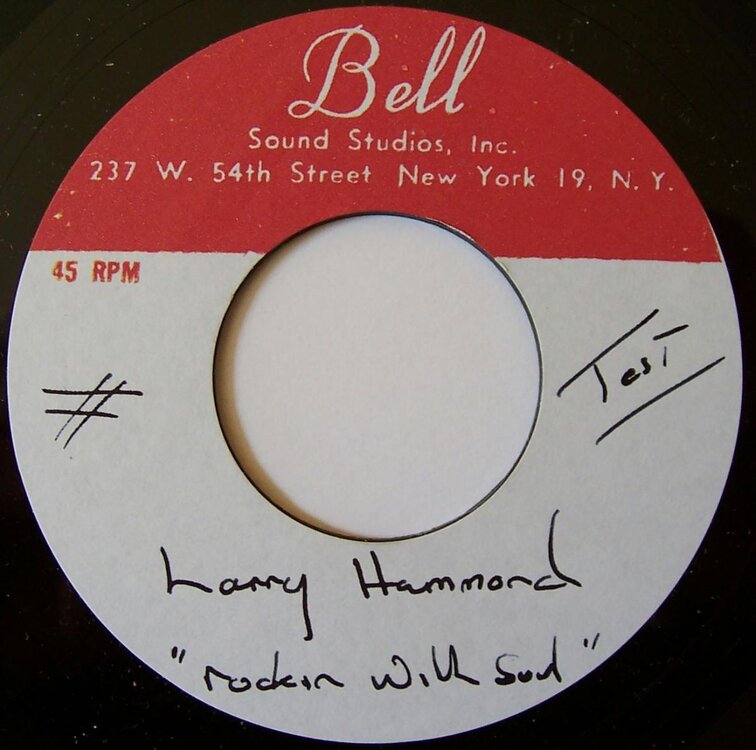 Bell
Sound Studios, Inc.
237 W. 54th Street New York 19, N. Y.
45 RPM
#
Test
Larry Hammond
"rockin with soul"